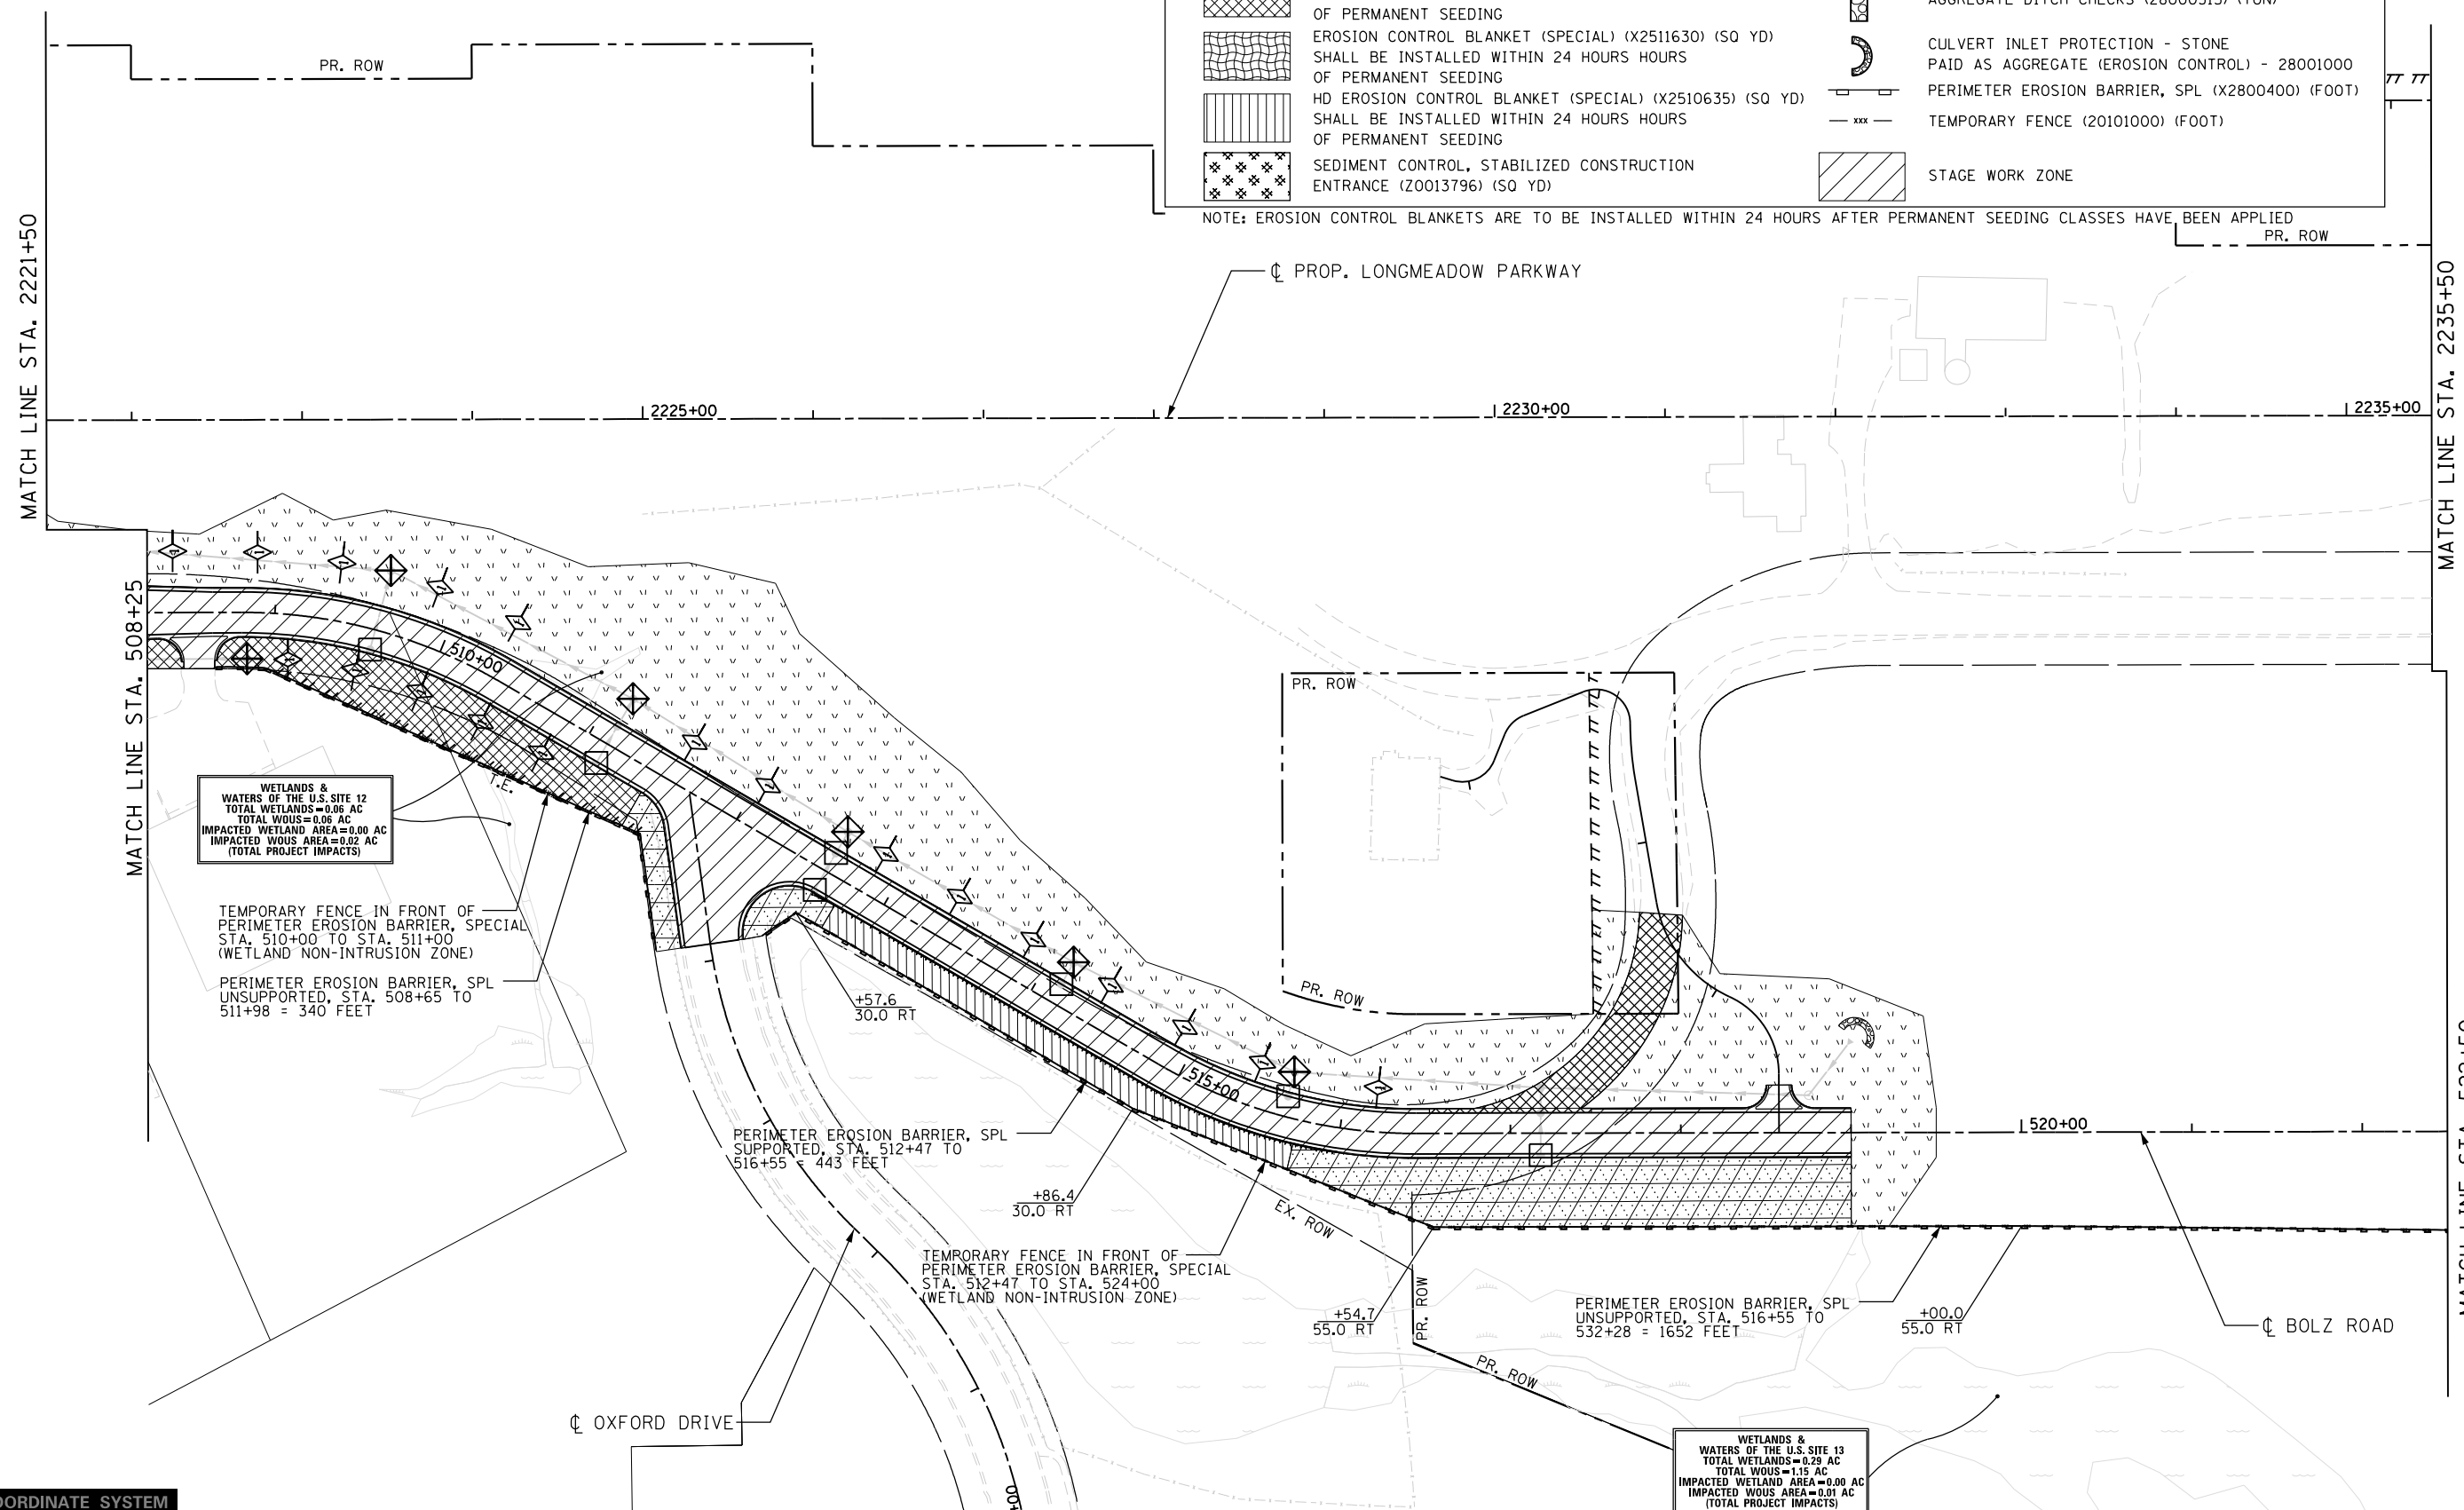 OF PERMANENT SEEDING
EROSION CONTROL BLANKET (SPECIAL) (X2511630) (SQ YD)
SHALL BE INSTALLED WITHIN 24 HOURS HOURS
OF PERMANENT SEEDING
HD EROSION CONTROL BLANKET (SPECIAL) (X2510635) (SQ YD)
SHALL BE INSTALLED WITHIN 24 HOURS HOURS
OF PERMANENT SEEDING
SEDIMENT CONTROL, STABILIZED CONSTRUCTION
ENTRANCE (Z0013796) (SQ YD)
AGGREGATE DITCH CHECKS (28000315) (TON)
CULVERT INLET PROTECTION - STONE
PAID AS AGGREGATE (EROSION CONTROL) - 28001000
PERIMETER EROSION BARRIER, SPL (X2800400) (FOOT)
xxx
TEMPORARY FENCE (20101000) (FOOT)
STAGE WORK ZONE
NOTE: EROSION CONTROL BLANKETS ARE TO BE INSTALLED WITHIN 24 HOURS AFTER PERMANENT SEEDING CLASSES HAVE BEEN APPLIED
PR. ROW
PR. ROW
MATCH LINE STA. 2221+50
MATCH LINE STA. 2235+50
℄ PROP. LONGMEADOW PARKWAY
2225+00
2230+00
2235+00
MATCH LINE STA. 508+25
510+00
PR. ROW
T.E.
WETLANDS &
WATERS OF THE U.S. SITE 12
TOTAL WETLANDS=0.06 AC
TOTAL WOUS=0.06 AC
IMPACTED WETLAND AREA=0.00 AC
IMPACTED WOUS AREA=0.02 AC
(TOTAL PROJECT IMPACTS)
TEMPORARY FENCE IN FRONT OF
PERIMETER EROSION BARRIER, SPECIAL
STA. 510+00 TO STA. 511+00
(WETLAND NON-INTRUSION ZONE)
PERIMETER EROSION BARRIER, SPL
UNSUPPORTED, STA. 508+65 TO
511+98 = 340 FEET
+57.6
30.0 RT
PR. ROW
515+00
520+00
PERIMETER EROSION BARRIER, SPL
SUPPORTED, STA. 512+47 TO
516+55 = 443 FEET
+86.4
30.0 RT
EX. ROW
TEMPORARY FENCE IN FRONT OF
PERIMETER EROSION BARRIER, SPECIAL
STA. 512+47 TO STA. 524+00
(WETLAND NON-INTRUSION ZONE)
+54.7
55.0 RT
PR. ROW
PERIMETER EROSION BARRIER, SPL
UNSUPPORTED, STA. 516+55 TO
532+28 = 1652 FEET
+00.0
55.0 RT
℄ BOLZ ROAD
PR. ROW
℄ OXFORD DRIVE
WETLANDS &
WATERS OF THE U.S. SITE 13
TOTAL WETLANDS=0.29 AC
TOTAL WOUS=1.15 AC
IMPACTED WETLAND AREA=0.00 AC
IMPACTED WOUS AREA=0.01 AC
(TOTAL PROJECT IMPACTS)
+00
OORDINATE SYSTEM